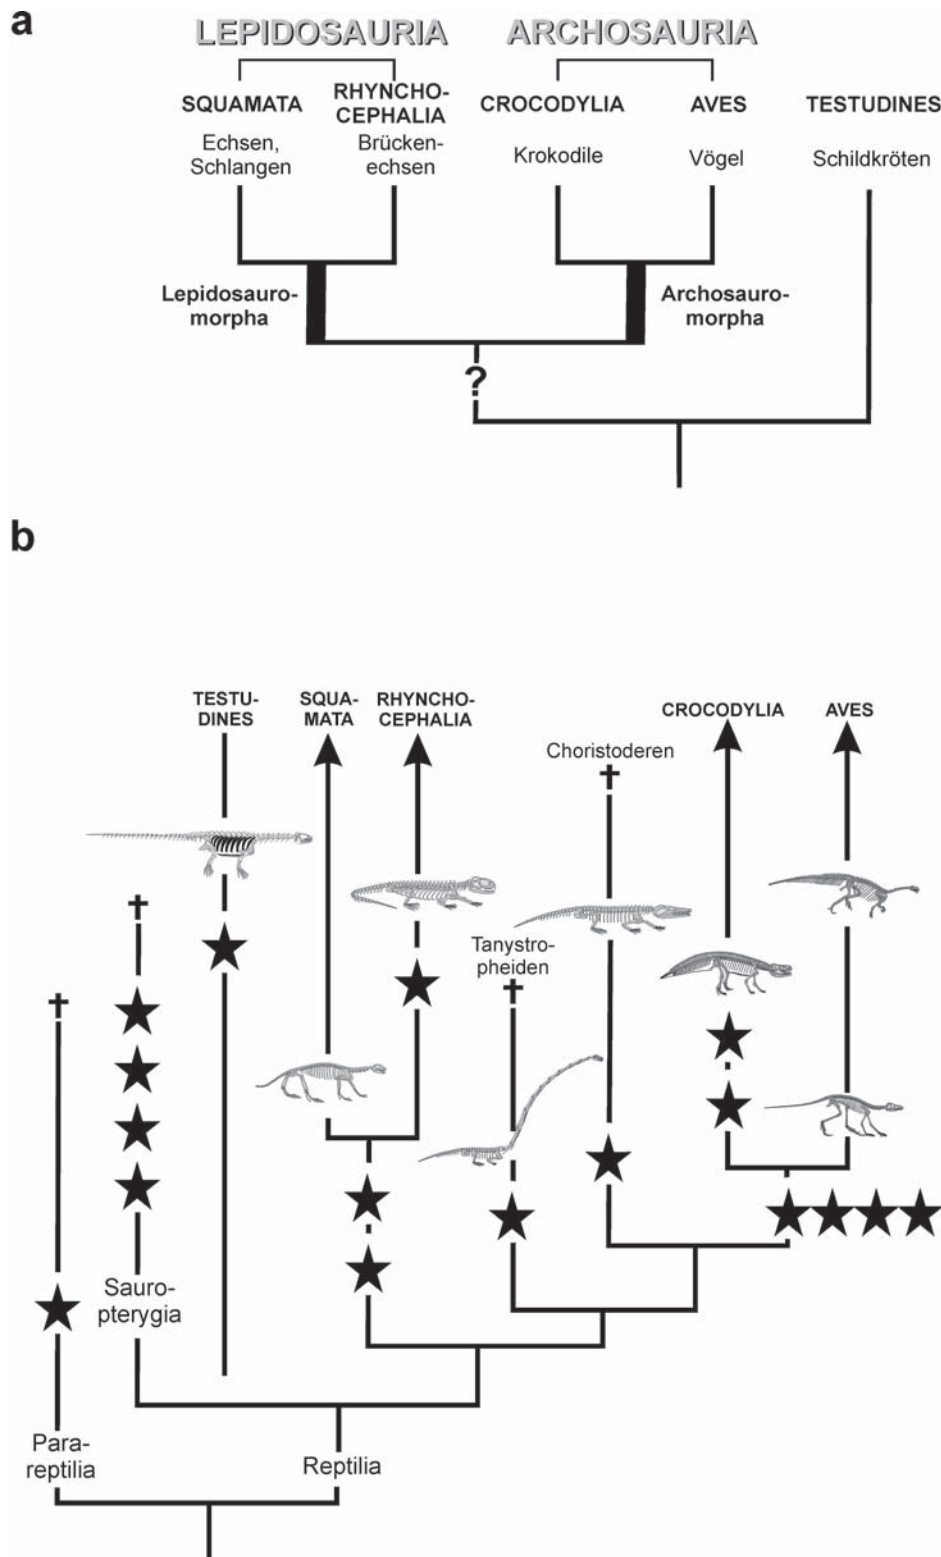 a
LEPIDOSAURIA
ARCHOSAURIA
SQUAMATA
RHYNCHO-
CEPHALIA
CROCODYLIA
AVES
TESTUDINES
Echsen,
Schlangen
Brücken-
echsen
Krokodile
Vögel
Schildkröten
Lepidosauro-
morpha
Archosauro-
morpha
?
b
TESTU-
DINES
SQUA-
MATA
RHYNCHO-
CEPHALIA
CROCODYLIA
AVES
Choristoderen
Tanystro-
pheiden
Sauro-
pterygia
Para-
reptilia
Reptilia